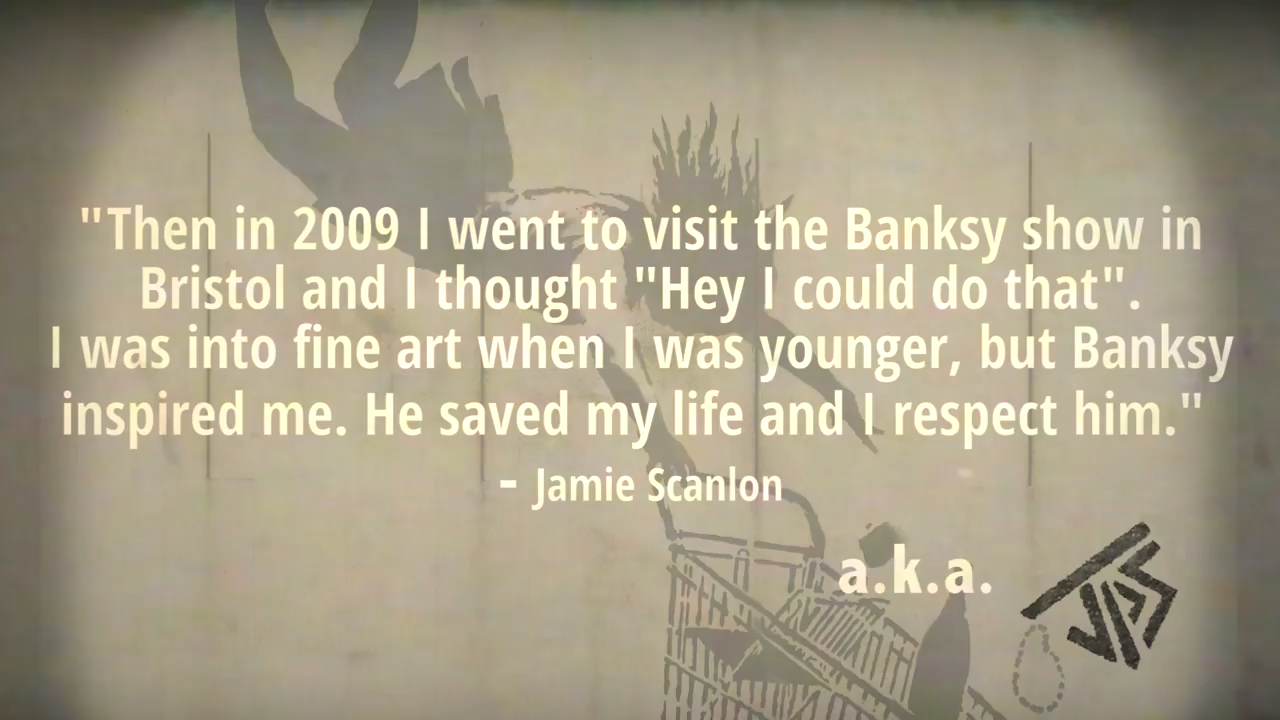 "Then in 2009 I went to visit the Banksy show in
Bristol and I thought "Hey I could do that".
I was into fine art when I was younger, but Banksy
inspired me. He saved my life and I respect him."
- Jamie Scanlon
a.k.a.
JPS